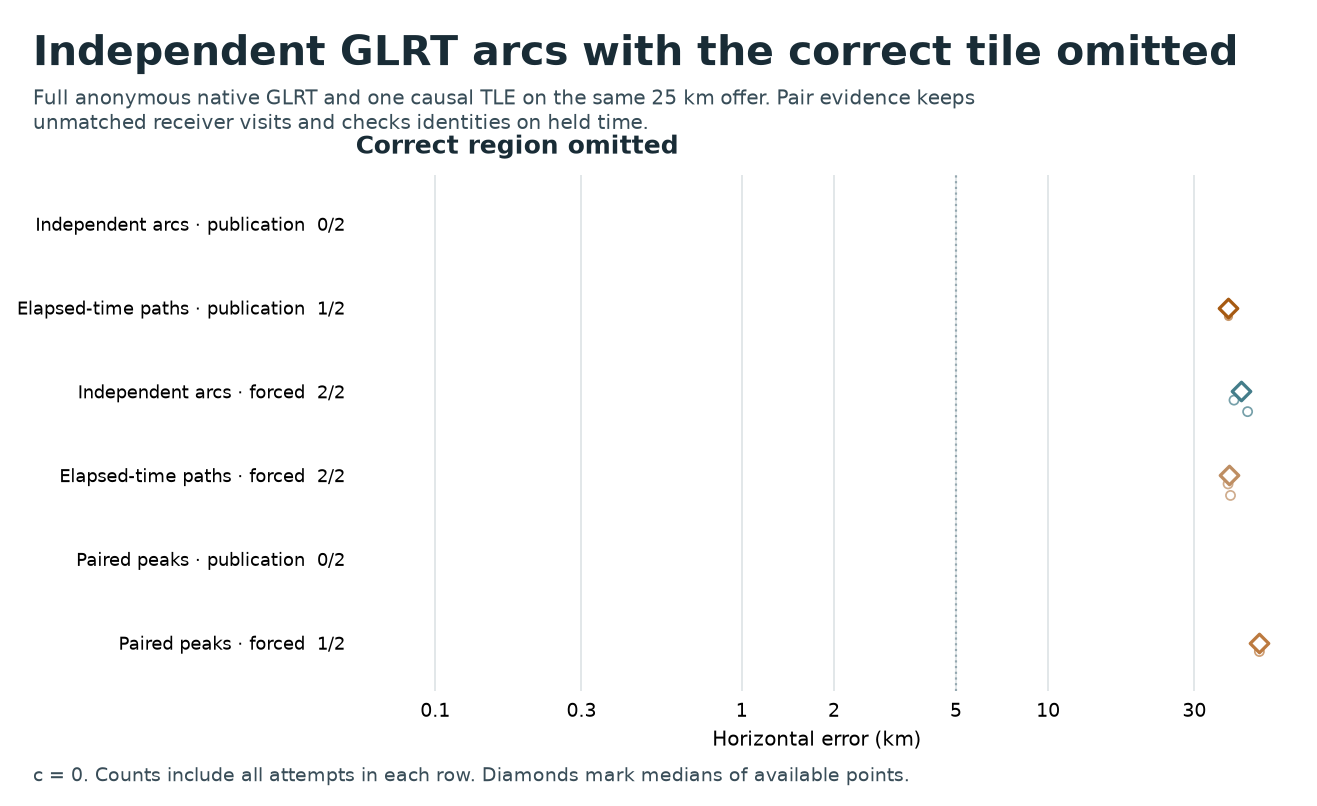 Independent GLRT arcs with the correct tile omitted
Full anonymous native GLRT and one causal TLE on the same 25 km offer. Pair evidence keeps
unmatched receiver visits and checks identities on held time.
Correct region omitted
Independent arcs · publication 0/2
Elapsed-time paths · publication 1/2
Independent arcs · forced 2/2
Elapsed-time paths · forced 2/2
Paired peaks · publication 0/2
Paired peaks · forced 1/2
0.1 0.3 1 2 5 10 30
Horizontal error (km)
c = 0. Counts include all attempts in each row. Diamonds mark medians of available points.